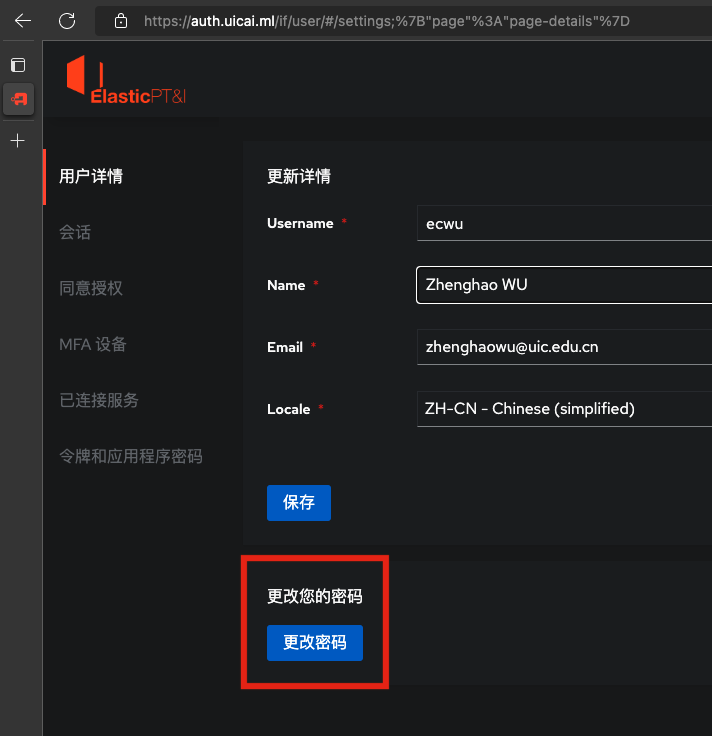 https://auth.uicai.ml/if/user/#/settings;%7B"page"%3A"page-details"%7D
ElasticPT&I
用户详情
会话
同意授权
MFA 设备
已连接服务
令牌和应用程序密码
更新详情
Username *
ecwu
Name *
Zhenghao WU
Email *
zhenghaowu@uic.edu.cn
Locale *
ZH-CN - Chinese (simplified)
保存
更改您的密码
更改密码